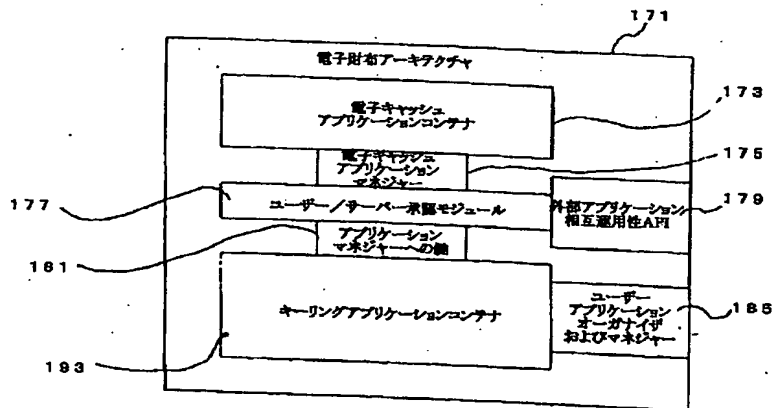 171
電子財布アーキテクチャ
電子キャッシュ
アプリケーションコンテナ
173
電子キャッシュ
アプリケーション
マネジャー
175
177
ユーザー/サーバー承認モジュール
外部アプリケーション
相互運用性API
179
181
アプリケーション
マネジャーへの鍵
キーリングアプリケーションコンテナ
193
ユーザー
アプリケーション
オーガナイザ
およびマネジャー
185